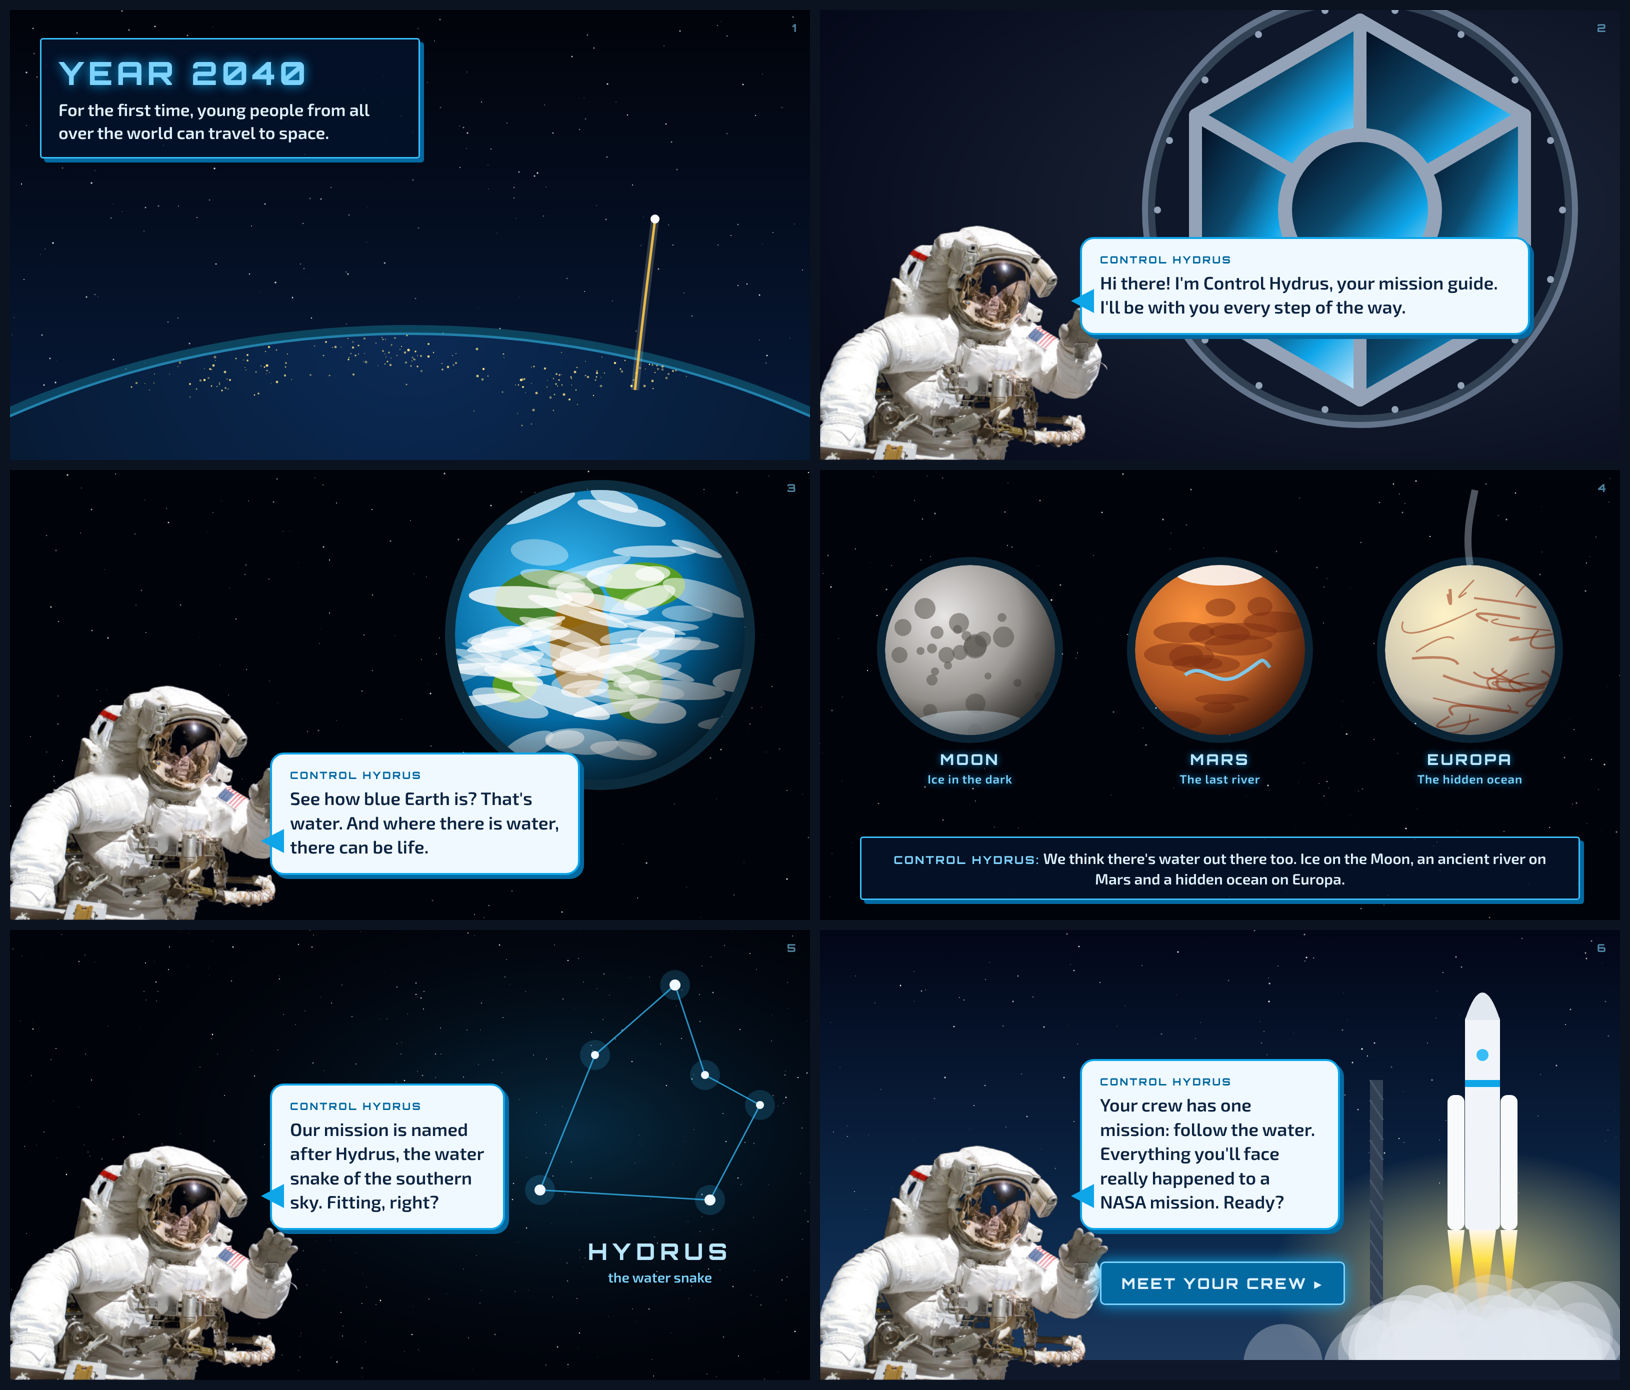 1
YEAR 2040
For the first time, young people from all
over the world can travel to space.
2
CONTROL HYDRUS
Hi there! I'm Control Hydrus, your mission guide.
I'll be with you every step of the way.
3
CONTROL HYDRUS
See how blue Earth is? That's
water. And where there is water,
there can be life.
4
MOON
Ice in the dark
MARS
The last river
EUROPA
The hidden ocean
CONTROL HYDRUS: We think there's water out there too. Ice on the Moon, an ancient river on
Mars and a hidden ocean on Europa.
5
CONTROL HYDRUS
Our mission is named
after Hydrus, the water
snake of the southern
sky. Fitting, right?
HYDRUS
the water snake
6
CONTROL HYDRUS
Your crew has one
mission: follow the water.
Everything you'll face
really happened to a
NASA mission. Ready?
MEET YOUR CREW ▸